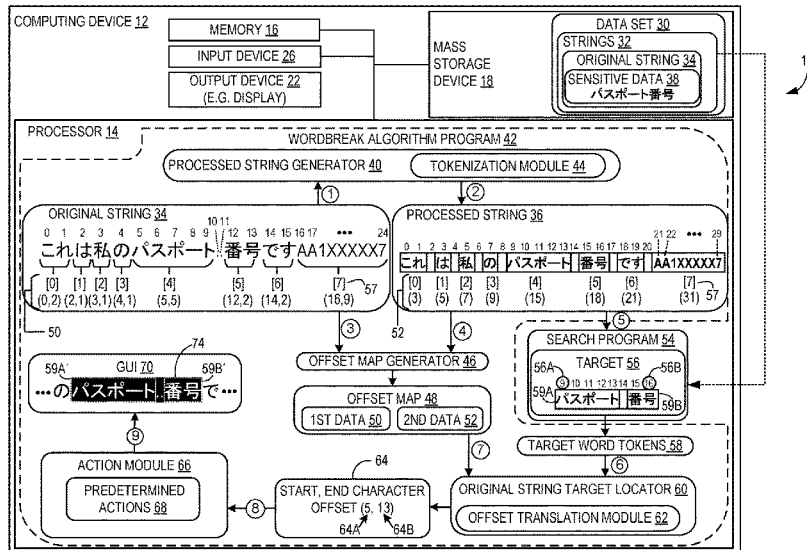 COMPUTING DEVICE 12
MEMORY 16
INPUT DEVICE 26
OUTPUT DEVICE 22
(E.G. DISPLAY)
MASS
STORAGE
DEVICE 18
DATA SET 30
STRINGS 32
ORIGINAL STRING 34
SENSITIVE DATA 38
パスポート番号
1
PROCESSOR 14
WORDBREAK ALGORITHM PROGRAM 42
PROCESSED STRING GENERATOR 40
TOKENIZATION MODULE 44
① ②
ORIGINAL STRING 34
10 11 •••
0 1 2 3 4 5 6 7 8 9 12 13 14 15 16 17 24
これは私のパスポート..番号ですAA1XXXXX7
[0] [1] [2] [3] [4] [5] [6] [7]
(0,2) (2,1) (3,1) (4,1) (5,5) (12,2) (14,2) (16,9)
57
50
PROCESSED STRING 36
21 22 ••• 29
0 1 2 3 4 5 6 7 8 9 10 11 12 13 14 15 16 17 18 19 20
これ は 私 の パスポート 番号 です AA1XXXXX7
[0] [1] [2] [3] [4] [5] [6] [7]
(3) (5) (7) (9) (15) (18) (21) (31)
57
52
③ ④ ⑤
OFFSET MAP GENERATOR 46
OFFSET MAP 48
1ST DATA 50
2ND DATA 52
SEARCH PROGRAM 54
TARGET 56
56A 56B
9 10 11 12 13 14 15 16
59A パスポート 番号 59B
TARGET WORD TOKENS 58
⑥
⑦
59A' GUI 70 74 59B'
•••のパスポート..番号で•••
⑨
ACTION MODULE 66
PREDETERMINED
ACTIONS 68
⑧
64
START, END CHARACTER
OFFSET (5, 13)
64A 64B
ORIGINAL STRING TARGET LOCATOR 60
OFFSET TRANSLATION MODULE 62